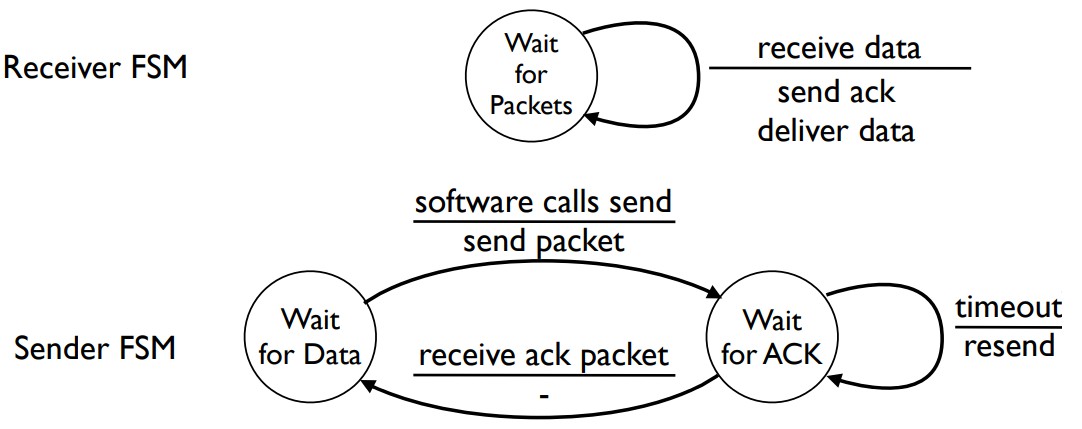 Receiver FSM
Wait
for
Packets
receive data
send ack
deliver data
software calls send
send packet
Sender FSM
Wait
for Data
receive ack packet
-
Wait
for ACK
timeout
resend